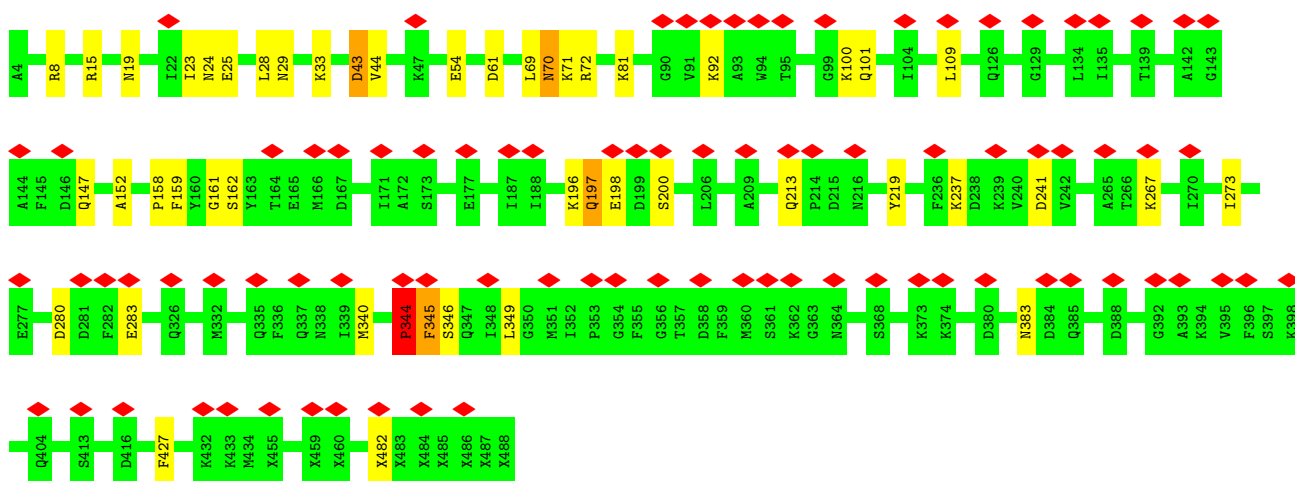 A4 R8 R15 N19 I22 I23 N24 E25 L28 N29 K33 D43 V44 K47 E54 D61 L69 N70 K71 R72 K81 G90 V91 K92 A93 W94 T95 G99 K100 Q101 I104 L109 Q126 G129 L134 I135 T139 A142 G143
A144 F145 D146 Q147 A152 P158 F159 Y160 G161 S162 Y163 T164 E165 M166 D167 I171 A172 S173 E177 I187 I188 K196 Q197 E198 D199 S200 L206 A209 Q213 P214 D215 N216 Y219 F236 K237 D238 K239 V240 D241 V242 A265 T266 K267 I270 I273
E277 D280 D281 F282 E283 Q326 M332 Q335 F336 Q337 N338 I339 M340 P344 F345 S346 Q347 I348 L349 G350 M351 I352 P353 G354 F355 G356 T357 D358 F359 M360 S361 K362 G363 N364 S368 K373 K374 D380 N383 D384 Q385 D388 G392 A393 K394 V395 F396 S397 K398
Q404 S413 D416 F427 K432 K433 M434 X455 X459 X460 X482 X483 X484 X485 X486 X487 X488